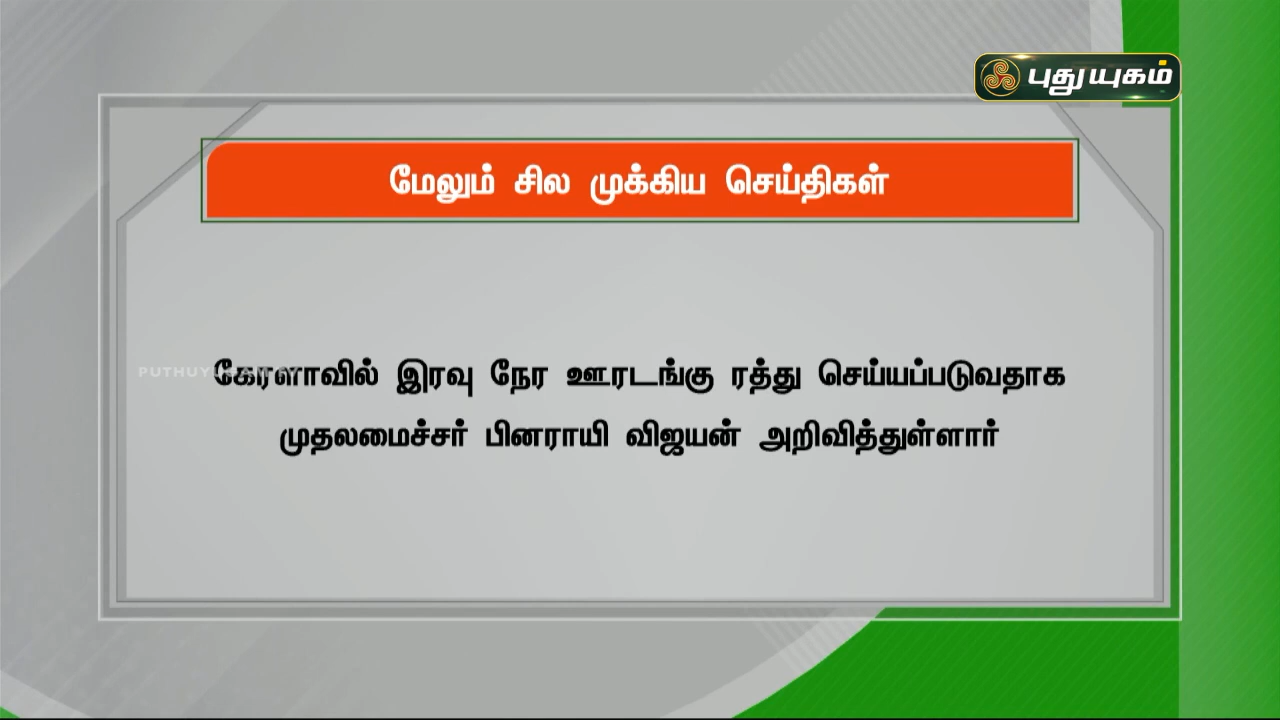 புதுயுகம்
மேலும் சில முக்கிய செய்திகள்
கேரளாவில் இரவு நேர ஊரடங்கு ரத்து செய்யப்படுவதாக
முதலமைச்சர் பினராயி விஜயன் அறிவித்துள்ளார்